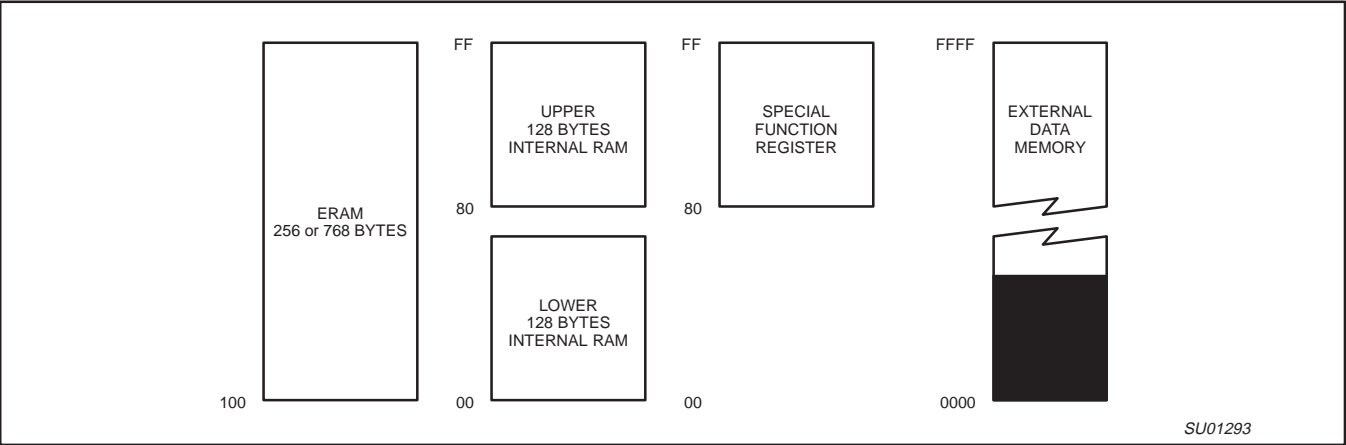 FF
FF
FFFF
UPPER
128 BYTES
INTERNAL RAM
SPECIAL
FUNCTION
REGISTER
EXTERNAL
DATA
MEMORY
80
80
ERAM
256 or 768 BYTES
LOWER
128 BYTES
INTERNAL RAM
100
00
00
0000
SU01293